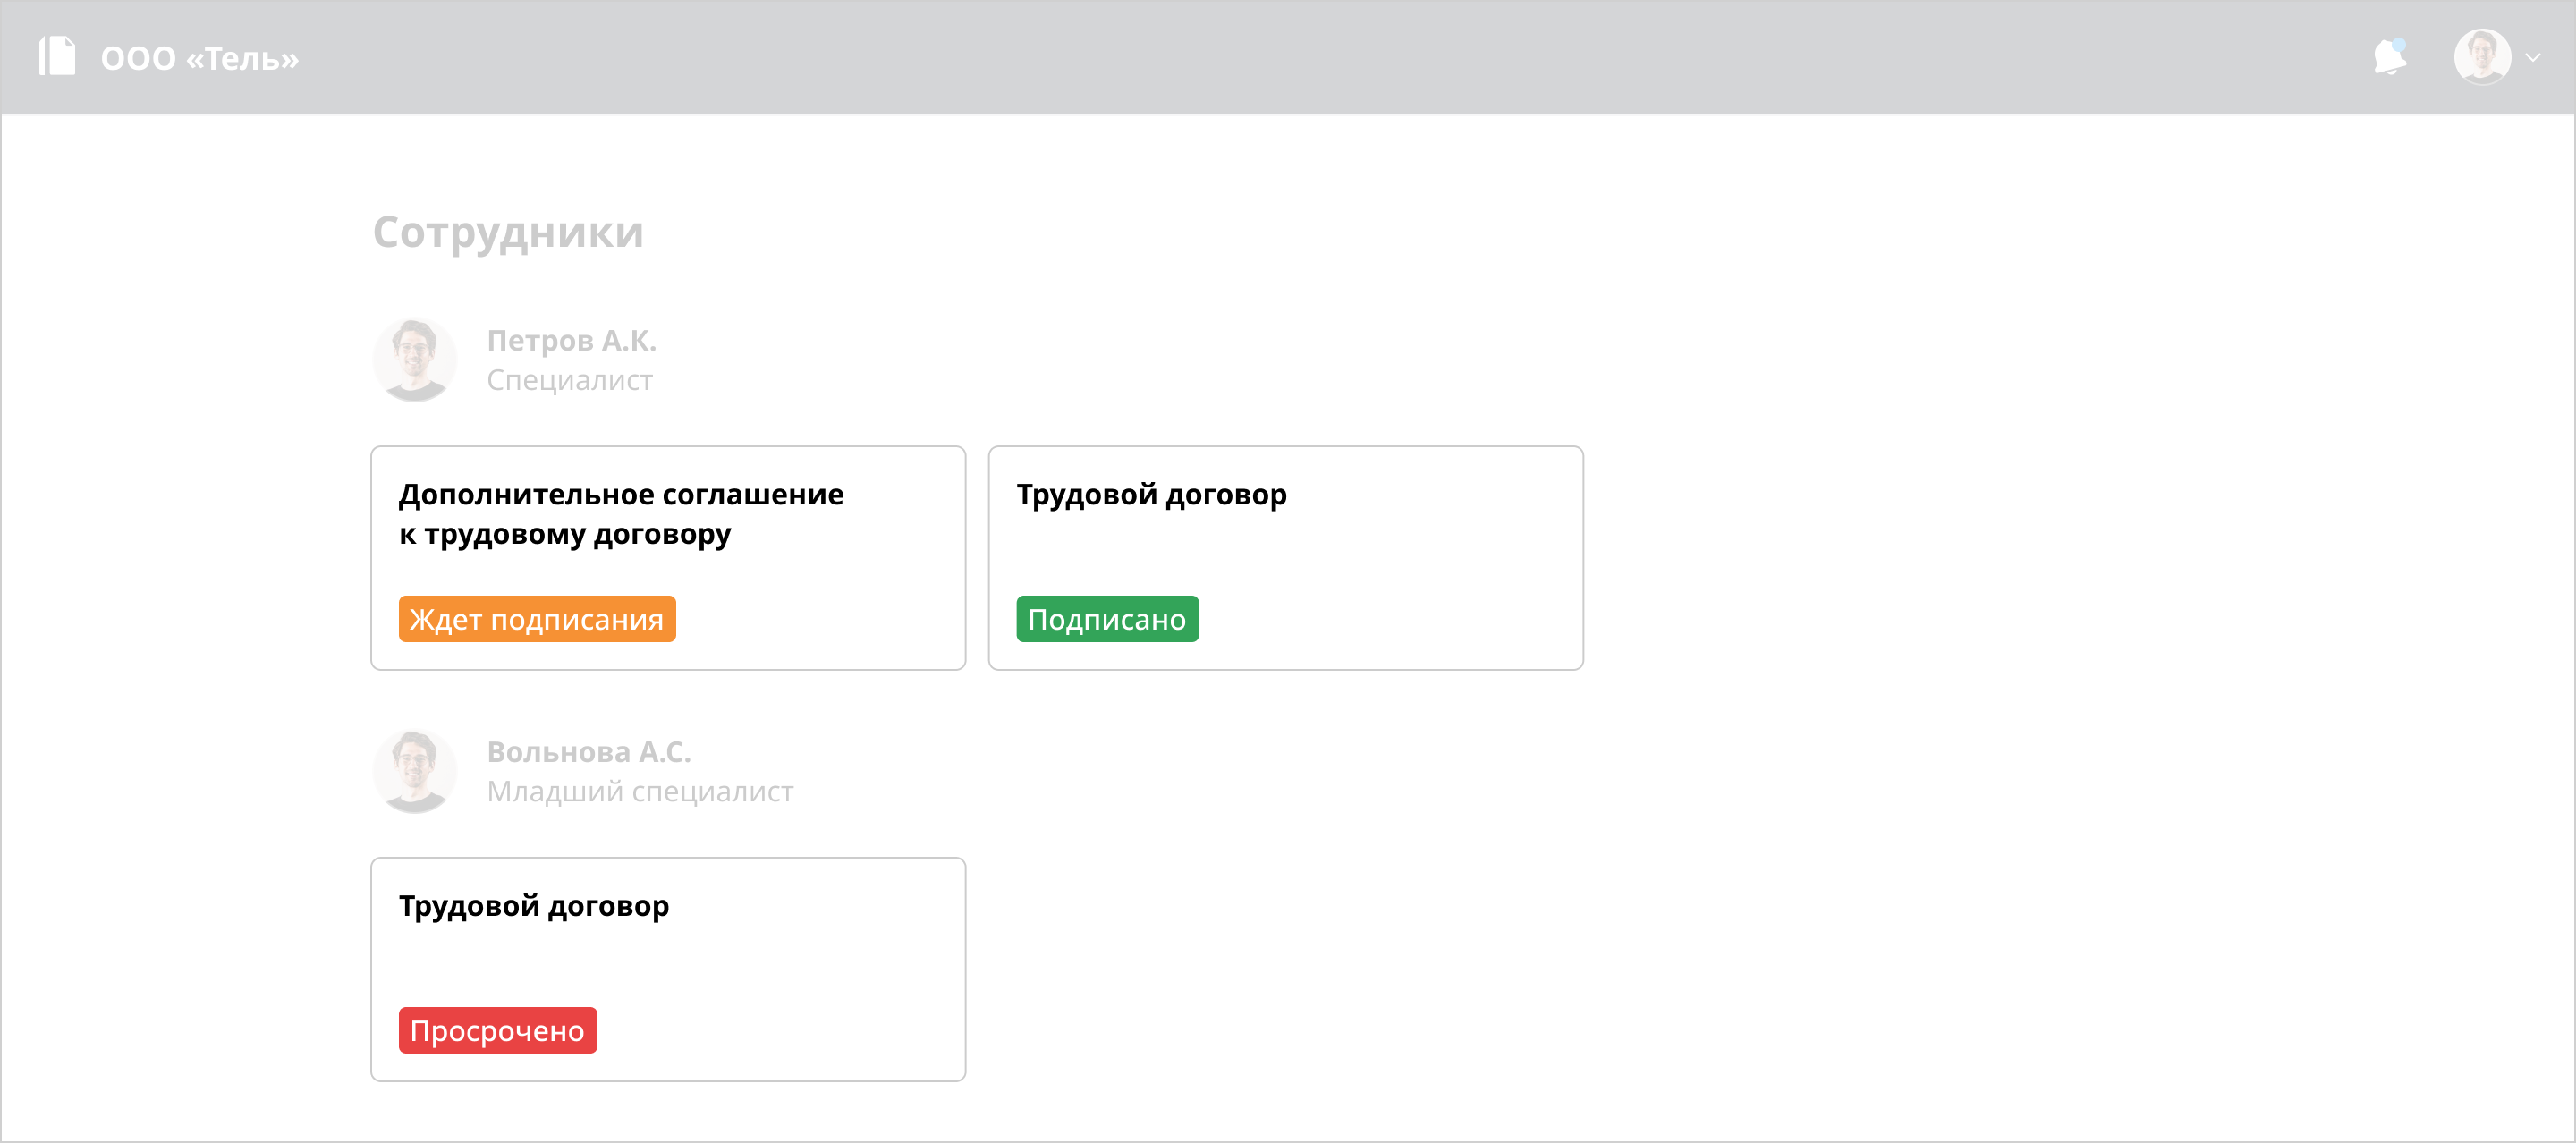 ООО «Тель»
Сотрудники
Петров А.К.
Специалист
Дополнительное соглашение
к трудовому договору
Ждет подписания
Трудовой договор
Подписано
Вольнова А.С.
Младший специалист
Трудовой договор
Просрочено